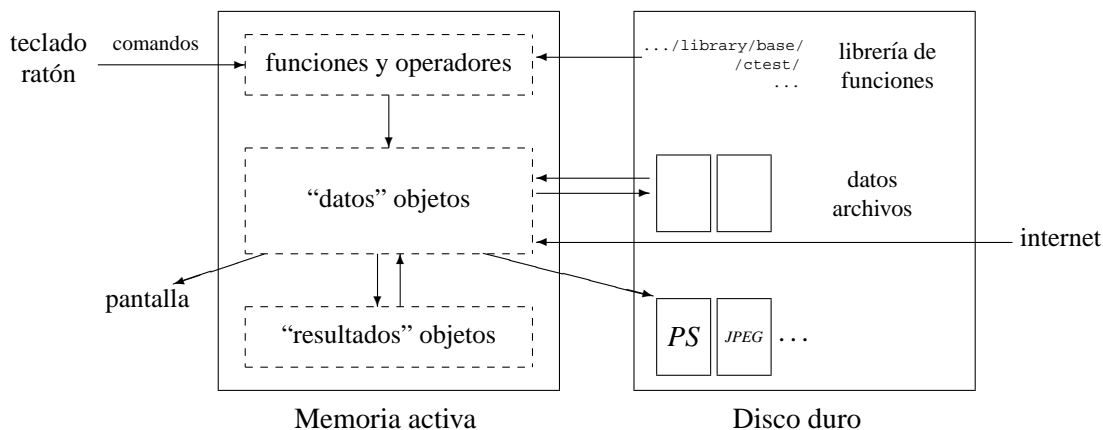 teclado
ratón
comandos
funciones y operadores
.../library/base/
/ctest/
...
librería de
funciones
“datos” objetos
datos
archivos
internet
pantalla
“resultados” objetos
PS
JPEG
...
Memoria activa
Disco duro